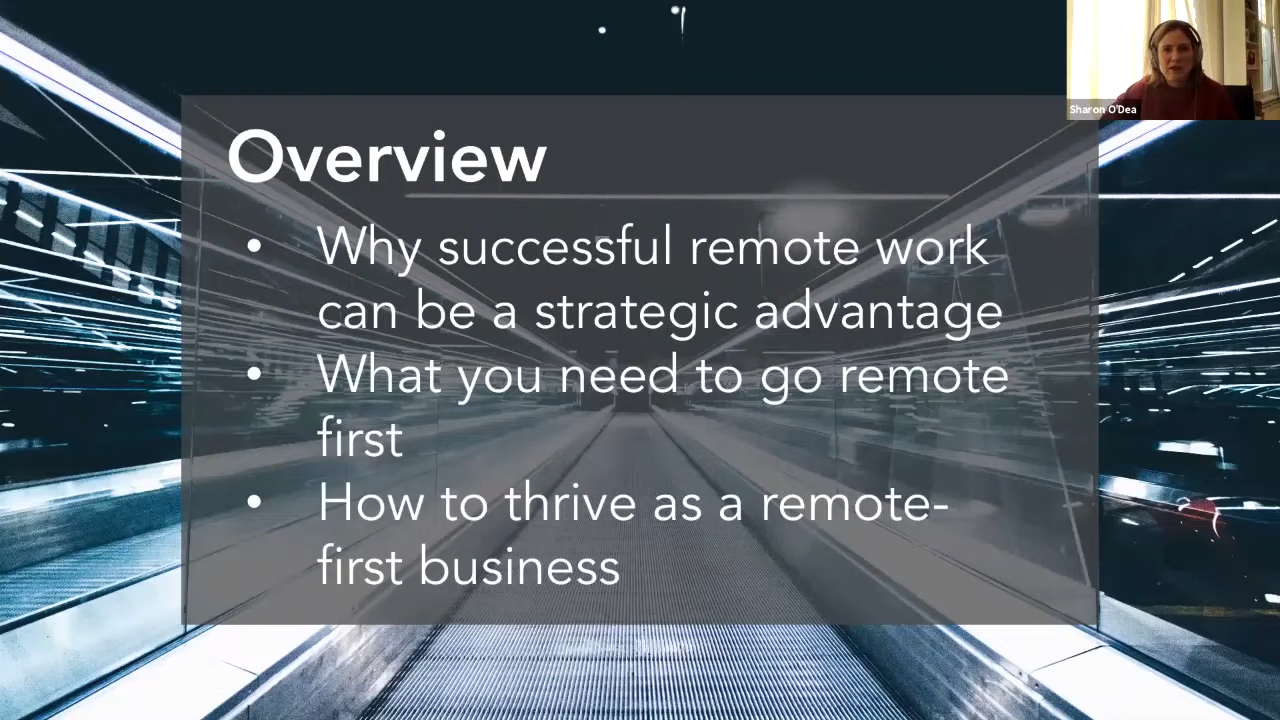 Overview
• Why successful remote work
can be a strategic advantage
• What you need to go remote
first
• How to thrive as a remote-
first business
Sharon O'Dea